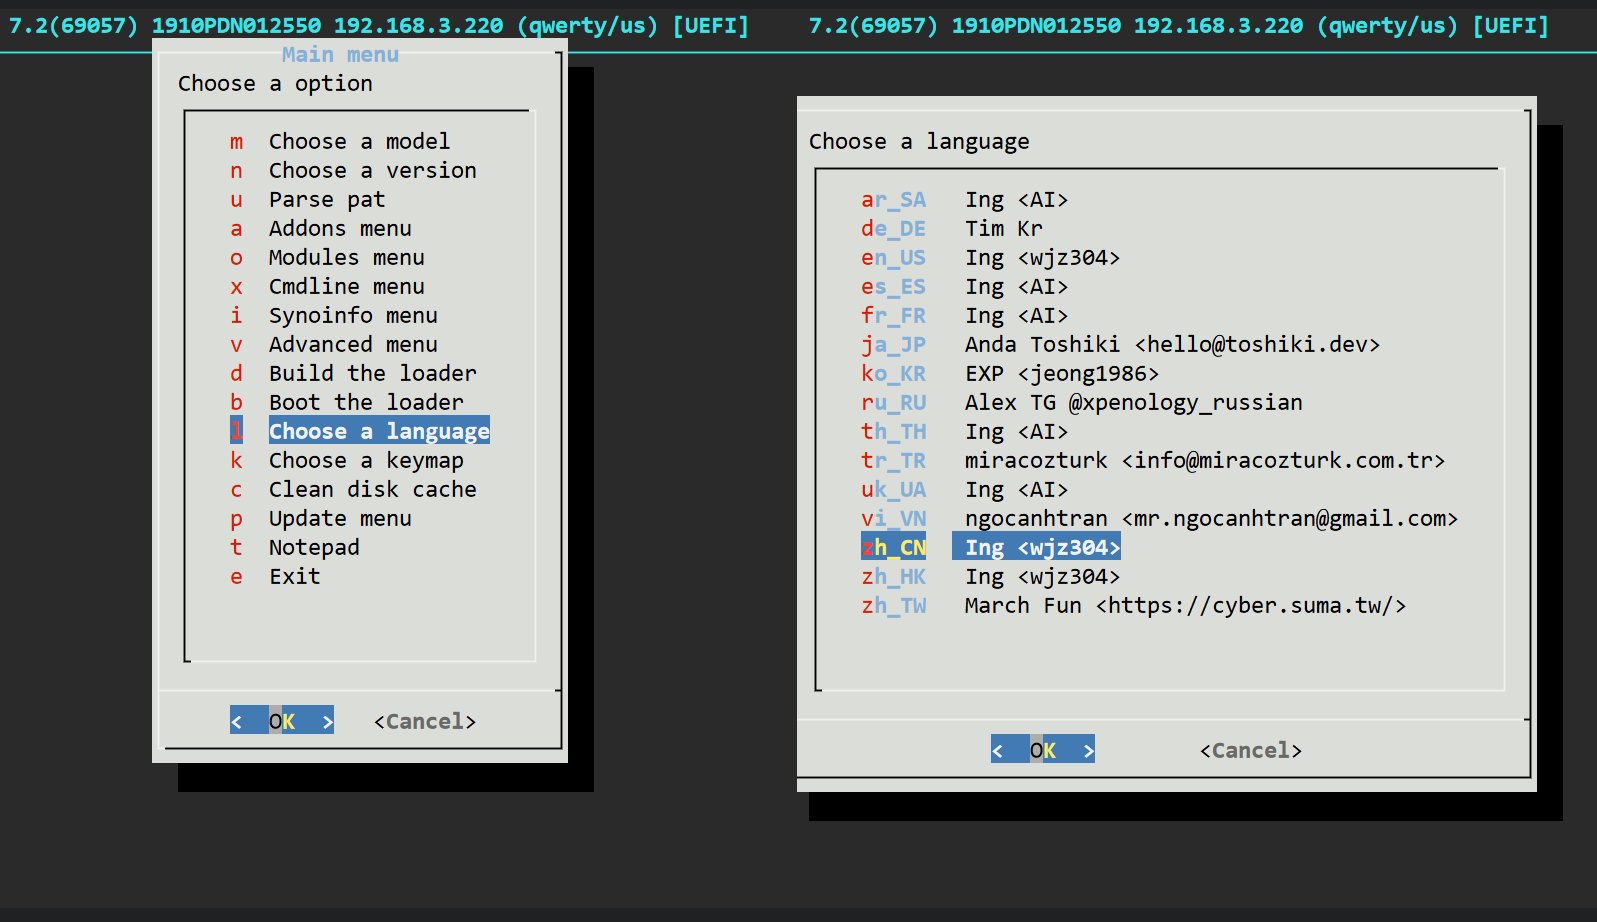 7.2(69057) 1910PDN012550 192.168.3.220 (qwerty/us) [UEFI]
Main menu
Choose a option
m Choose a model
n Choose a version
u Parse pat
a Addons menu
o Modules menu
x Cmdline menu
i Synoinfo menu
v Advanced menu
d Build the loader
b Boot the loader
l Choose a language
k Choose a keymap
c Clean disk cache
p Update menu
t Notepad
e Exit
< OK > <Cancel>
7.2(69057) 1910PDN012550 192.168.3.220 (qwerty/us) [UEFI]
Choose a language
ar_SA Ing <AI>
de_DE Tim Kr
en_US Ing <wjz304>
es_ES Ing <AI>
fr_FR Ing <AI>
ja_JP Anda Toshiki <hello@toshiki.dev>
ko_KR EXP <jeong1986>
ru_RU Alex TG @xpenology_russian
th_TH Ing <AI>
tr_TR miracozturk <info@miracozturk.com.tr>
uk_UA Ing <AI>
vi_VN ngocanhtran <mr.ngocanhtran@gmail.com>
zh_CN Ing <wjz304>
zh_HK Ing <wjz304>
zh_TW March Fun <https://cyber.suma.tw/>
< OK > <Cancel>